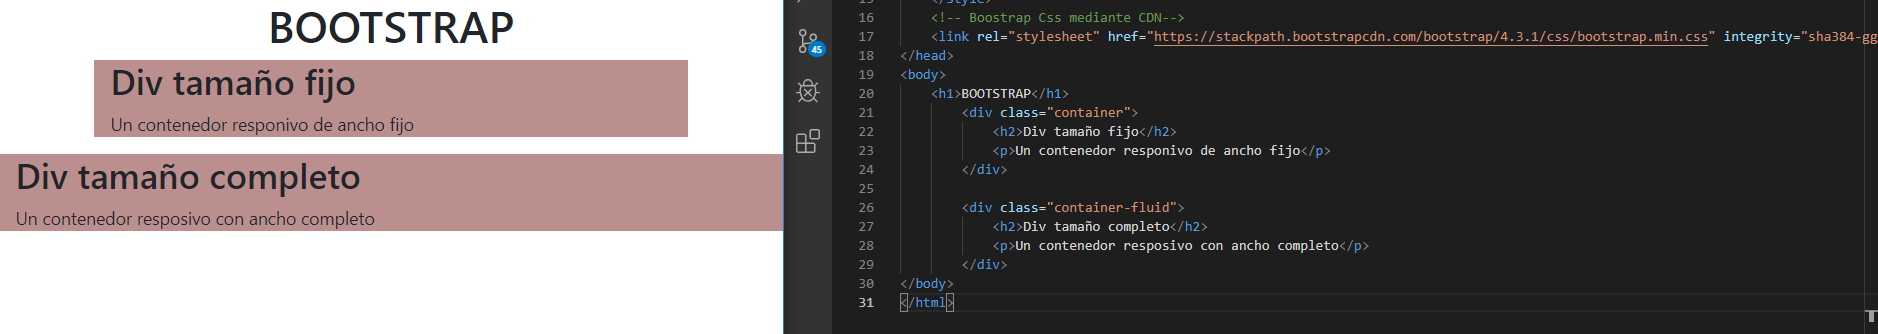 BOOTSTRAP
Div tamaño fijo
Un contenedor responivo de ancho fijo
Div tamaño completo
Un contenedor resposivo con ancho completo
45
16 <!-- Boostrap Css mediante CDN-->
17 <link rel="stylesheet" href="https://stackpath.bootstrapcdn.com/bootstrap/4.3.1/css/bootstrap.min.css" integrity="sha384-gg
18 </head>
19 <body>
20 <h1>BOOTSTRAP</h1>
21 <div class="container">
22 <h2>Div tamaño fijo</h2>
23 <p>Un contenedor responivo de ancho fijo</p>
24 </div>
25
26 <div class="container-fluid">
27 <h2>Div tamaño completo</h2>
28 <p>Un contenedor resposivo con ancho completo</p>
29 </div>
30 </body>
31 </html>